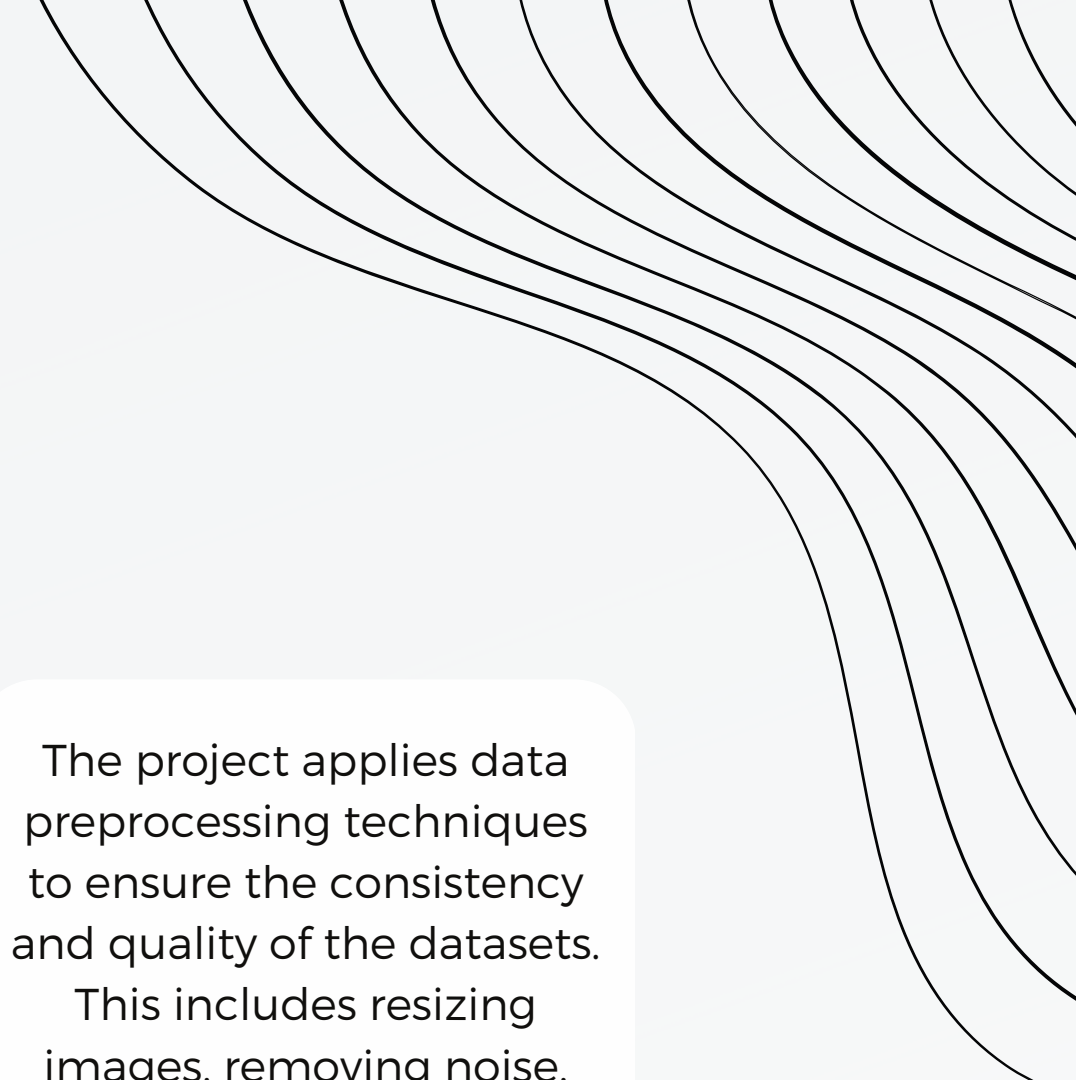 The project applies data
preprocessing techniques
to ensure the consistency
and quality of the datasets.
This includes resizing
images, removing noise,